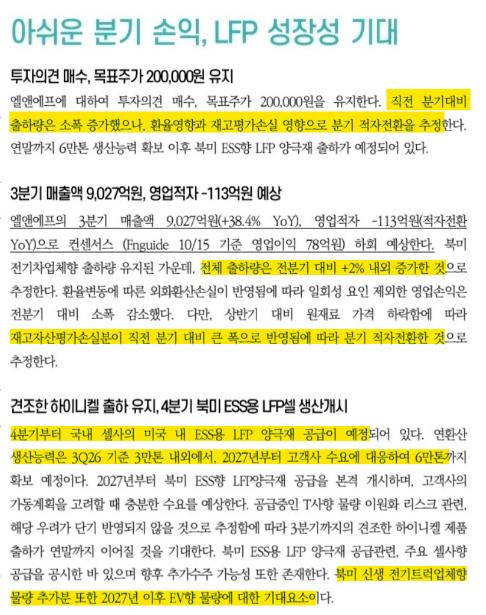 아쉬운 분기 손익, LFP 성장성 기대
투자의견 매수, 목표주가 200,000원 유지
엘앤에프에 대하여 투자의견 매수, 목표주가 200,000원을 유지한다. 직전 분기대비
출하량은 소폭 증가했으나, 환율영향과 재고평가손실 영향으로 분기 적자전환을 추정한다.
연말까지 6만톤 생산능력 확보 이후 북미 ESS향 LFP 양극재 출하가 예정되어 있다.
3분기 매출액 9,027억원, 영업적자 -113억원 예상
엘앤에프의 3분기 매출액 9,027억원(+38.4% YoY), 영업적자 -113억원(적자전환
YoY)으로 컨센서스 (Fnguide 10/15 기준 영업이익 78억원) 하회 예상한다. 북미
전기차업체향 출하량 유지된 가운데, 전체 출하량은 전분기 대비 +2% 내외 증가한 것으로
추정한다. 환율변동에 따른 외화환산손실이 반영됨에 따라 일회성 요인 제외한 영업손익은
전분기 대비 소폭 감소했다. 다만, 상반기 대비 원재료 가격 하락함에 따라
재고자산평가손실분이 직전 분기 대비 큰 폭으로 반영됨에 따라 분기 적자전환한 것으로
추정한다.
견조한 하이니켈 출하 유지, 4분기 북미 ESS용 LFP셀 생산개시
4분기부터 국내 셀사의 미국 내 ESS용 LFP 양극재 공급이 예정되어 있다. 연환산
생산능력은 3Q26 기준 3만톤 내외에서, 2027년부터 고객사 수요에 대응하여 6만톤까지
확보 예정이다. 2027년부터 북미 ESS향 LFP양극재 공급을 본격 개시하며, 고객사의
가동계획을 고려할 때 충분한 수요를 예상한다. 공급중인 T사향 물량 이원화 리스크 관련,
해당 우려가 단기 반영되지 않을 것으로 추정함에 따라 3분기까지의 견조한 하이니켈 제품
출하가 연말까지 이어질 것을 기대한다. 북미 ESS용 LFP 양극재 공급관련, 주요 셀사향
공급을 공시한 바 있으며 향후 추가수주 가능성 또한 존재한다. 북미 신생 전기트럭업체향
물량 추가분 또한 2027년 이후 EV향 물량에 대한 기대요소이다.